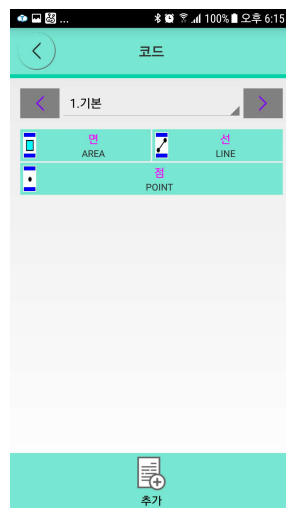 ... 100% 오후 6:15
코드
1.기본
면 선
AREA LINE
점
POINT
추가